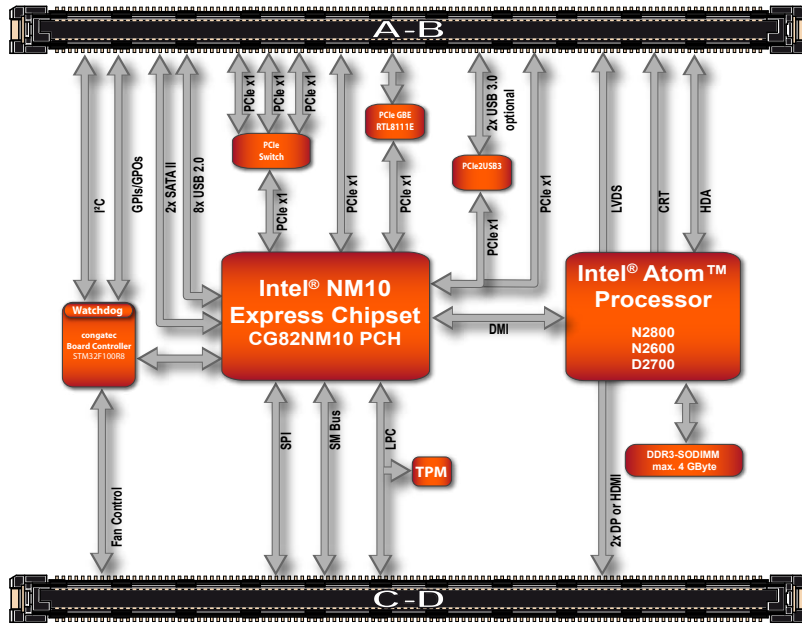 A-B
I²C
GPIs/GPOs
2x SATA II
8x USB 2.0
PCIe x1
PCIe x1
PCIe x1
PCIe
Switch
PCIe x1
PCIe x1
PCIe GBE
RTL8111E
PCIe x1
2x USB 3.0
optional
PCIe2USB3
PCIe x1
PCIe x1
LVDS
CRT
HDA
Intel® NM10
Express Chipset
CG82NM10 PCH
DMI
Intel® Atom™
Processor
N2800
N2600
D2700
Watchdog
congatec
Board Controller
STM32F100R8
Fan Control
SPI
SM Bus
LPC
TPM
2x DP or HDMI
DDR3-SODIMM
max. 4 GByte
C-D